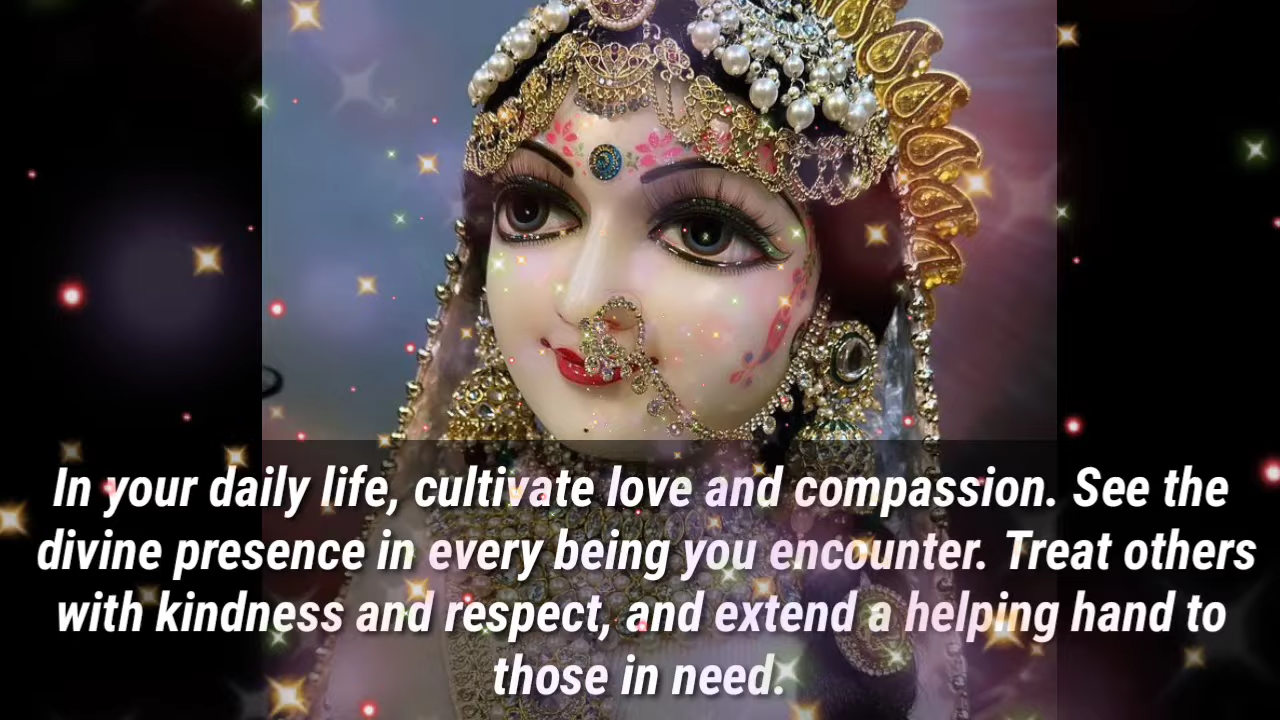 In your daily life, cultivate love and compassion. See the
divine presence in every being you encounter. Treat others
with kindness and respect, and extend a helping hand to
those in need.